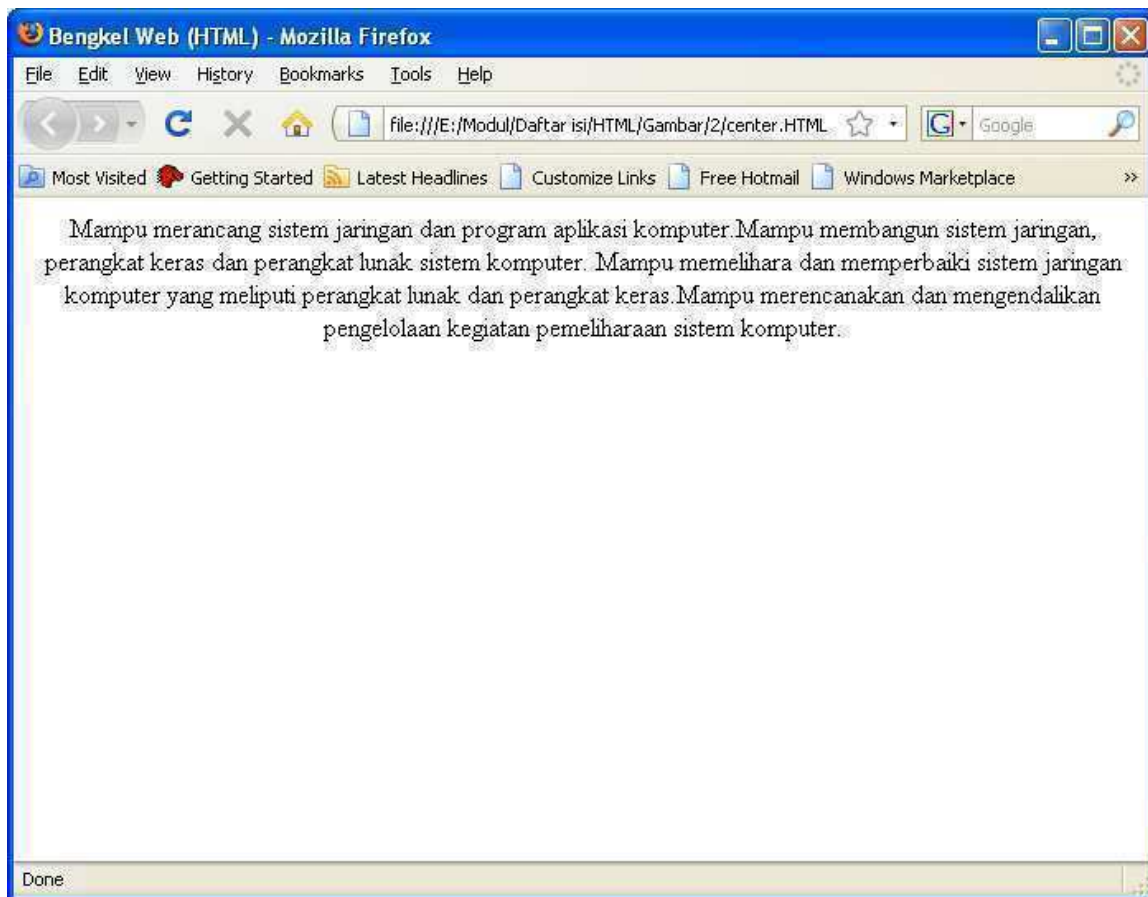 Bengkel Web (HTML) - Mozilla Firefox
File Edit View History Bookmarks Tools Help
file:///E:/Modul/Daftar isi/HTML/Gambar/2/center.HTML G Google
Most Visited Getting Started Latest Headlines Customize Links Free Hotmail Windows Marketplace »
Mampu merancang sistem jaringan dan program aplikasi komputer.Mampu membangun sistem jaringan,
perangkat keras dan perangkat lunak sistem komputer. Mampu memelihara dan memperbaiki sistem jaringan
komputer yang meliputi perangkat lunak dan perangkat keras.Mampu merencanakan dan mengendalikan
pengelolaan kegiatan pemeliharaan sistem komputer.
Done